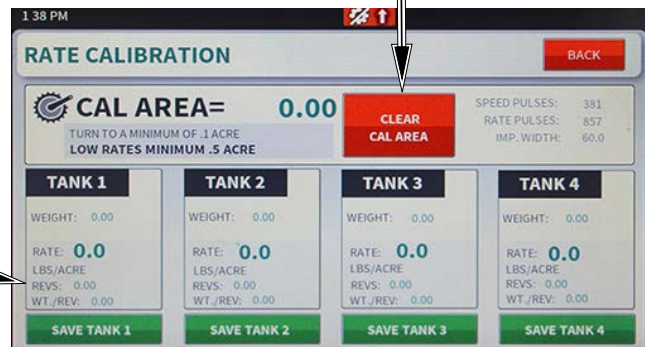 1 38 PM
RATE CALIBRATION
BACK
CAL AREA= 0.00
TURN TO A MINIMUM OF .1 ACRE
LOW RATES MINIMUM .5 ACRE
CLEAR
CAL AREA
SPEED PULSES: 381
RATE PULSES: 857
IMP. WIDTH: 60.0
TANK 1
WEIGHT: 0.00
RATE: 0.0
LBS/ACRE
REVS: 0.00
WT./REV: 0.00
SAVE TANK 1
TANK 2
WEIGHT: 0.00
RATE: 0.0
LBS/ACRE
REVS: 0.00
WT./REV: 0.00
SAVE TANK 2
TANK 3
WEIGHT: 0.00
RATE: 0.0
LBS/ACRE
REVS: 0.00
WT./REV: 0.00
SAVE TANK 3
TANK 4
WEIGHT: 0.00
RATE: 0.0
LBS/ACRE
REVS: 0.00
WT./REV: 0.00
SAVE TANK 4